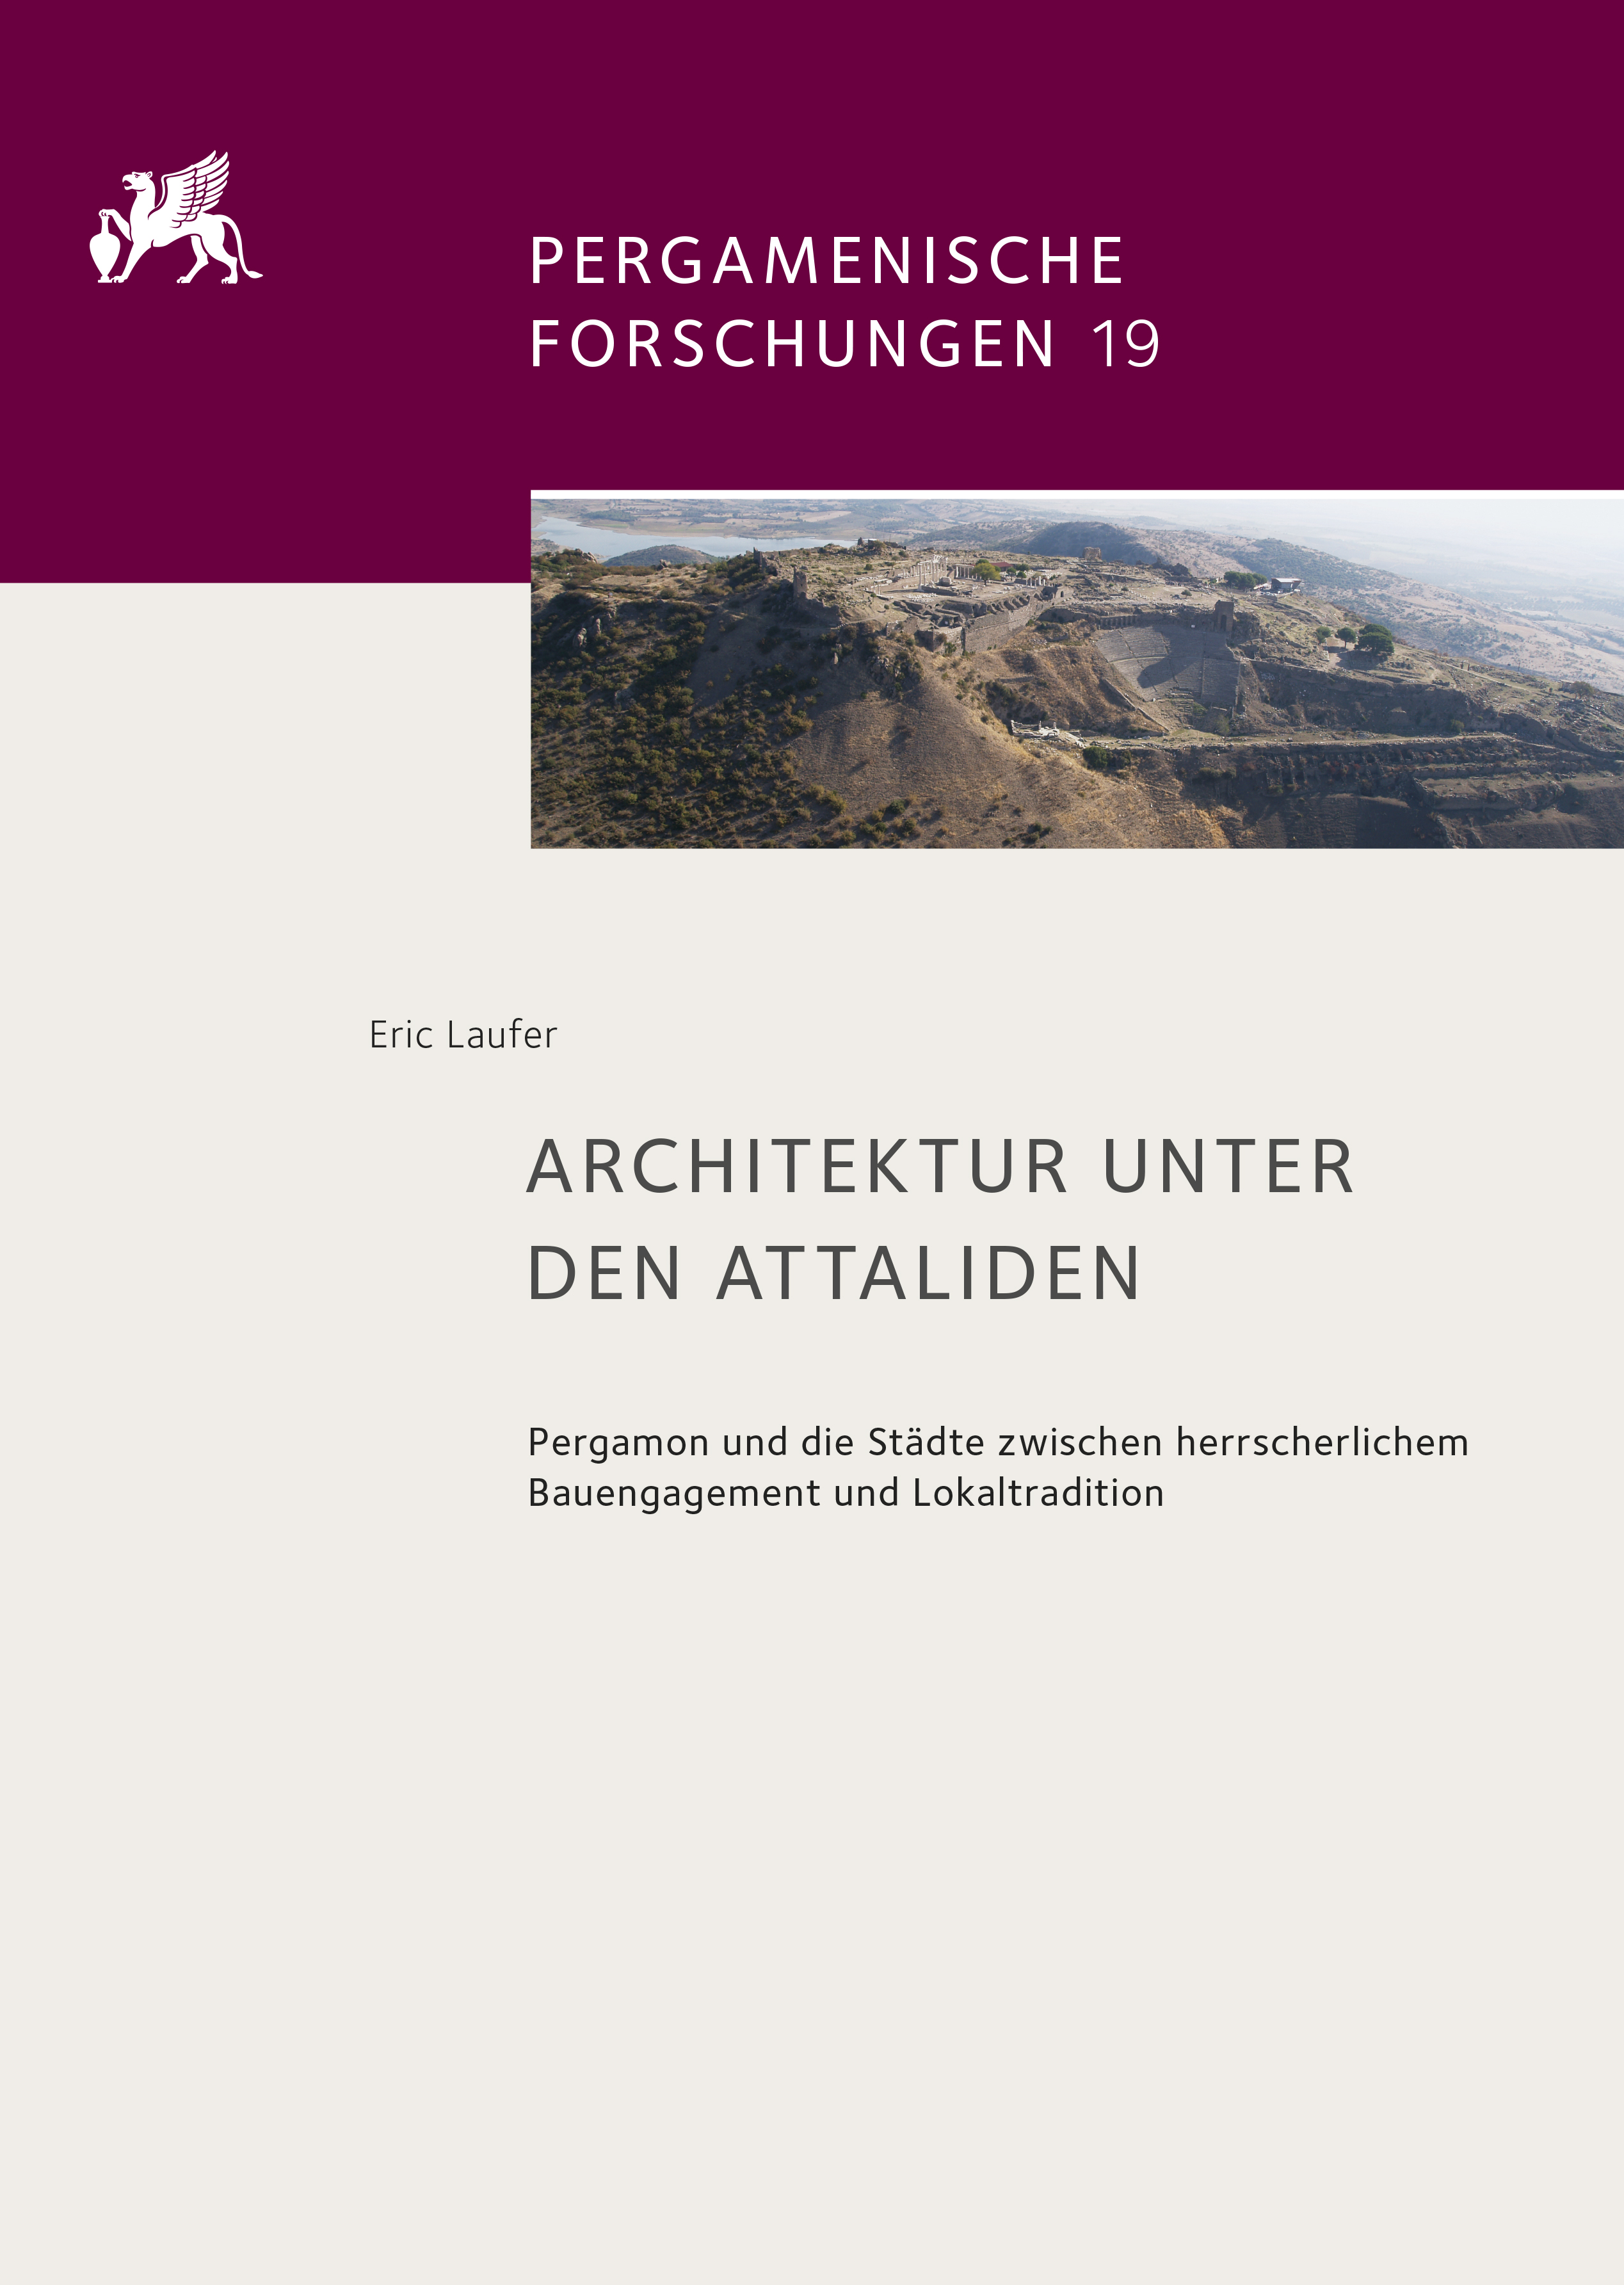 PERGAMENISCHE
FORSCHUNGEN 19
Eric Laufer
ARCHITEKTUR UNTER
DEN ATTALIDEN
Pergamon und die Städte zwischen herrscherlichem
Bauengagement und Lokaltradition